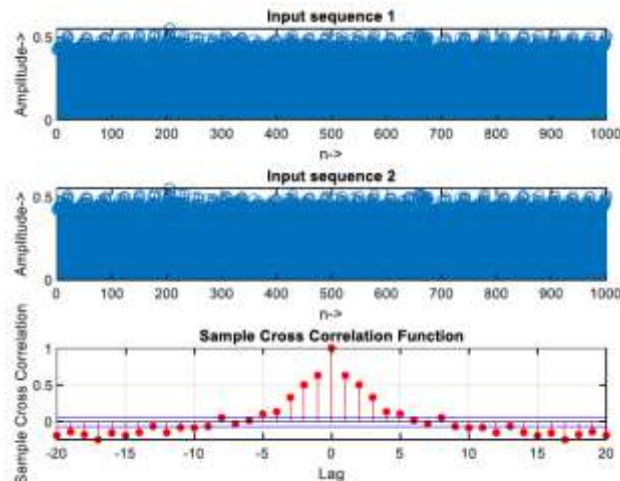 Input sequence 1
Amplitude->
0.5
0
0 100 200 300 400 500 600 700 800 900 1000
n->
Input sequence 2
Amplitude->
0.5
0
0 100 200 300 400 500 600 700 800 900 1000
n->
Sample Cross Correlation Function
Sample Cross Correlation
1
0.5
0
-20 -15 -10 -5 0 5 10 15 20
Lag